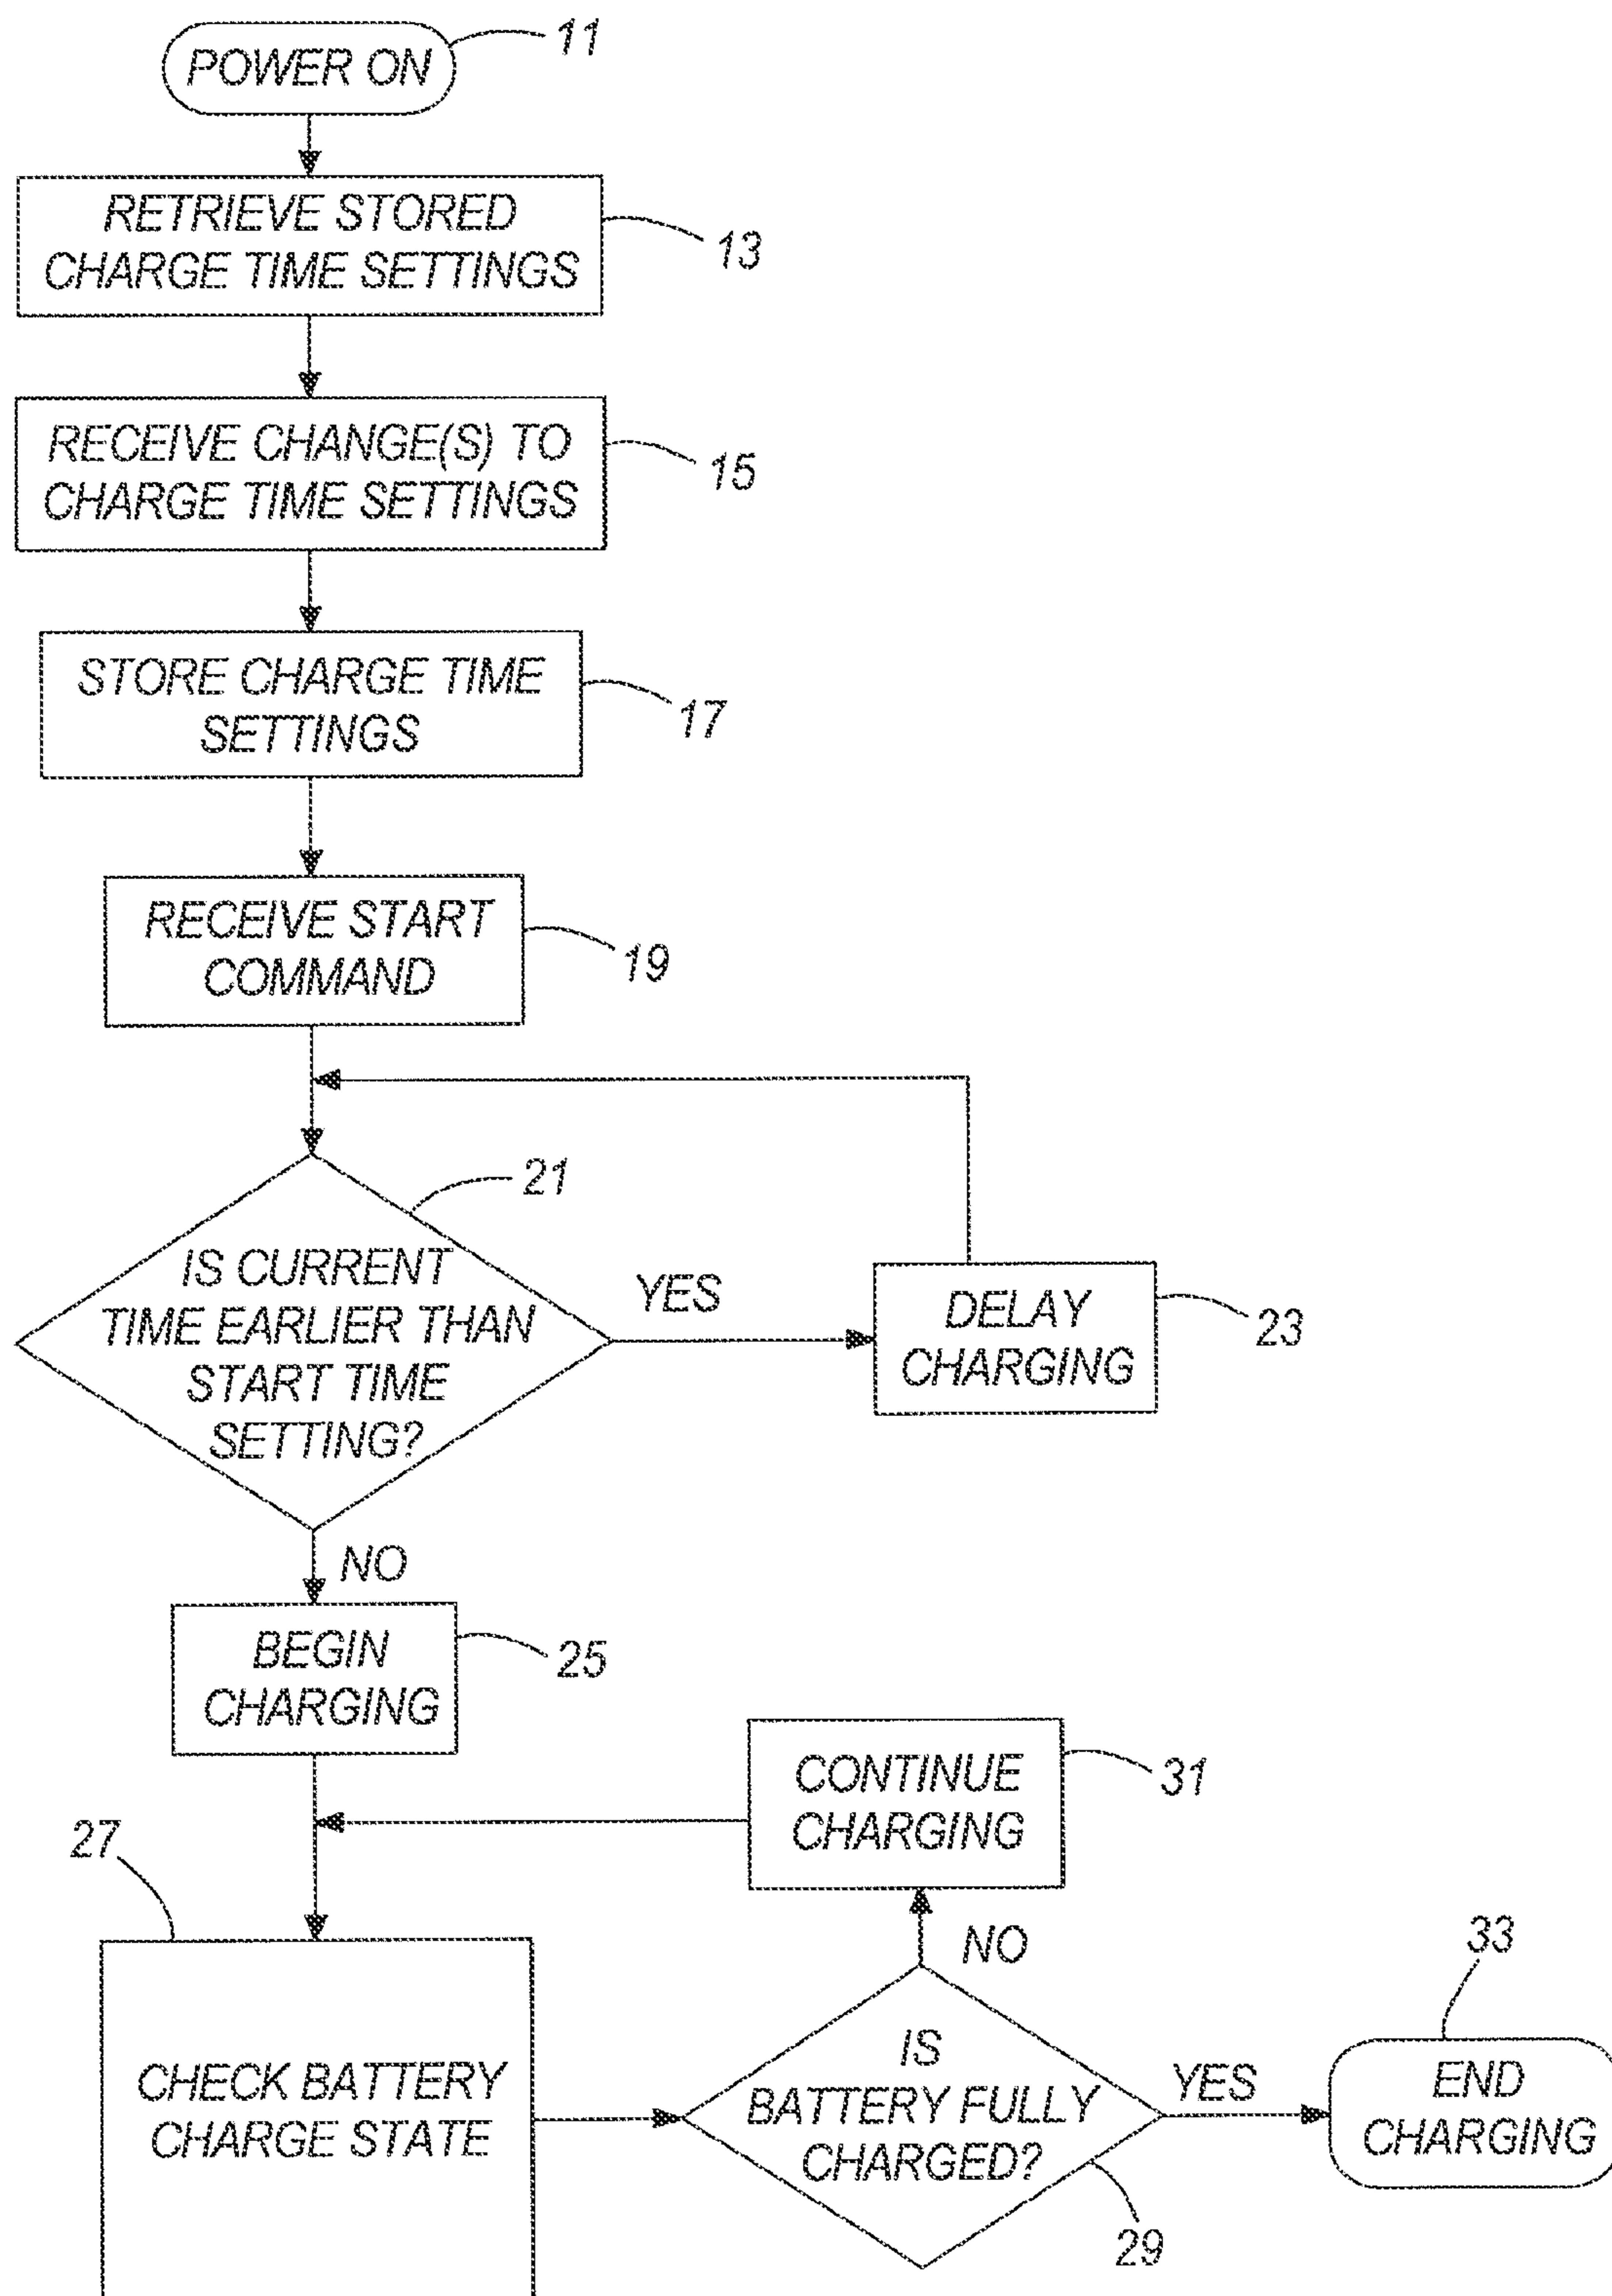 POWER ON
11
RETRIEVE STORED
CHARGE TIME SETTINGS
13
RECEIVE CHANGE(S) TO
CHARGE TIME SETTINGS
15
STORE CHARGE TIME
SETTINGS
17
RECEIVE START
COMMAND
19
21
IS CURRENT
TIME EARLIER THAN
START TIME
SETTING?
YES
DELAY
CHARGING
23
NO
BEGIN
CHARGING
25
CONTINUE
CHARGING
31
27
CHECK BATTERY
CHARGE STATE
NO
IS
BATTERY FULLY
CHARGED?
29
YES
33
END
CHARGING